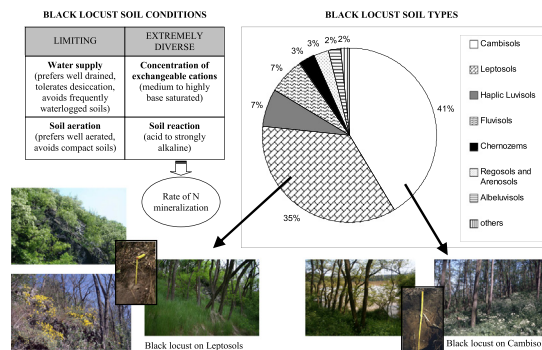 BLACK LOCUST SOIL CONDITIONS
LIMITING
EXTREMELY
DIVERSE
Water supply
(prefers well drained,
tolerates desiccation,
avoids frequently
waterlogged soils)
Concentration of
exchangeable cations
(medium to highly
base saturated)
Soil aeration
(prefers well aerated,
avoids compact soils)
Soil reaction
(acid to strongly
alkaline)
Rate of N
mineralization
BLACK LOCUST SOIL TYPES
41%
35%
7%
7%
3%
3%
2%
2%
Cambisols
Leptosols
Haplic Luvisols
Fluvisols
Chernozems
Regosols and
Arenosols
Albeluvisols
others
Black locust on Leptosols
Black locust on Cambiso